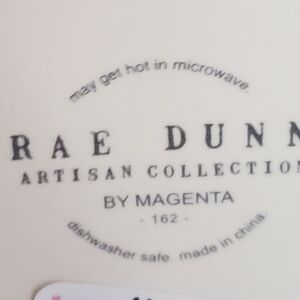 may get hot in microwave.
RAE DUNN
ARTISAN COLLECTION
BY MAGENTA
- 162 -
dishwasher safe. made in china.